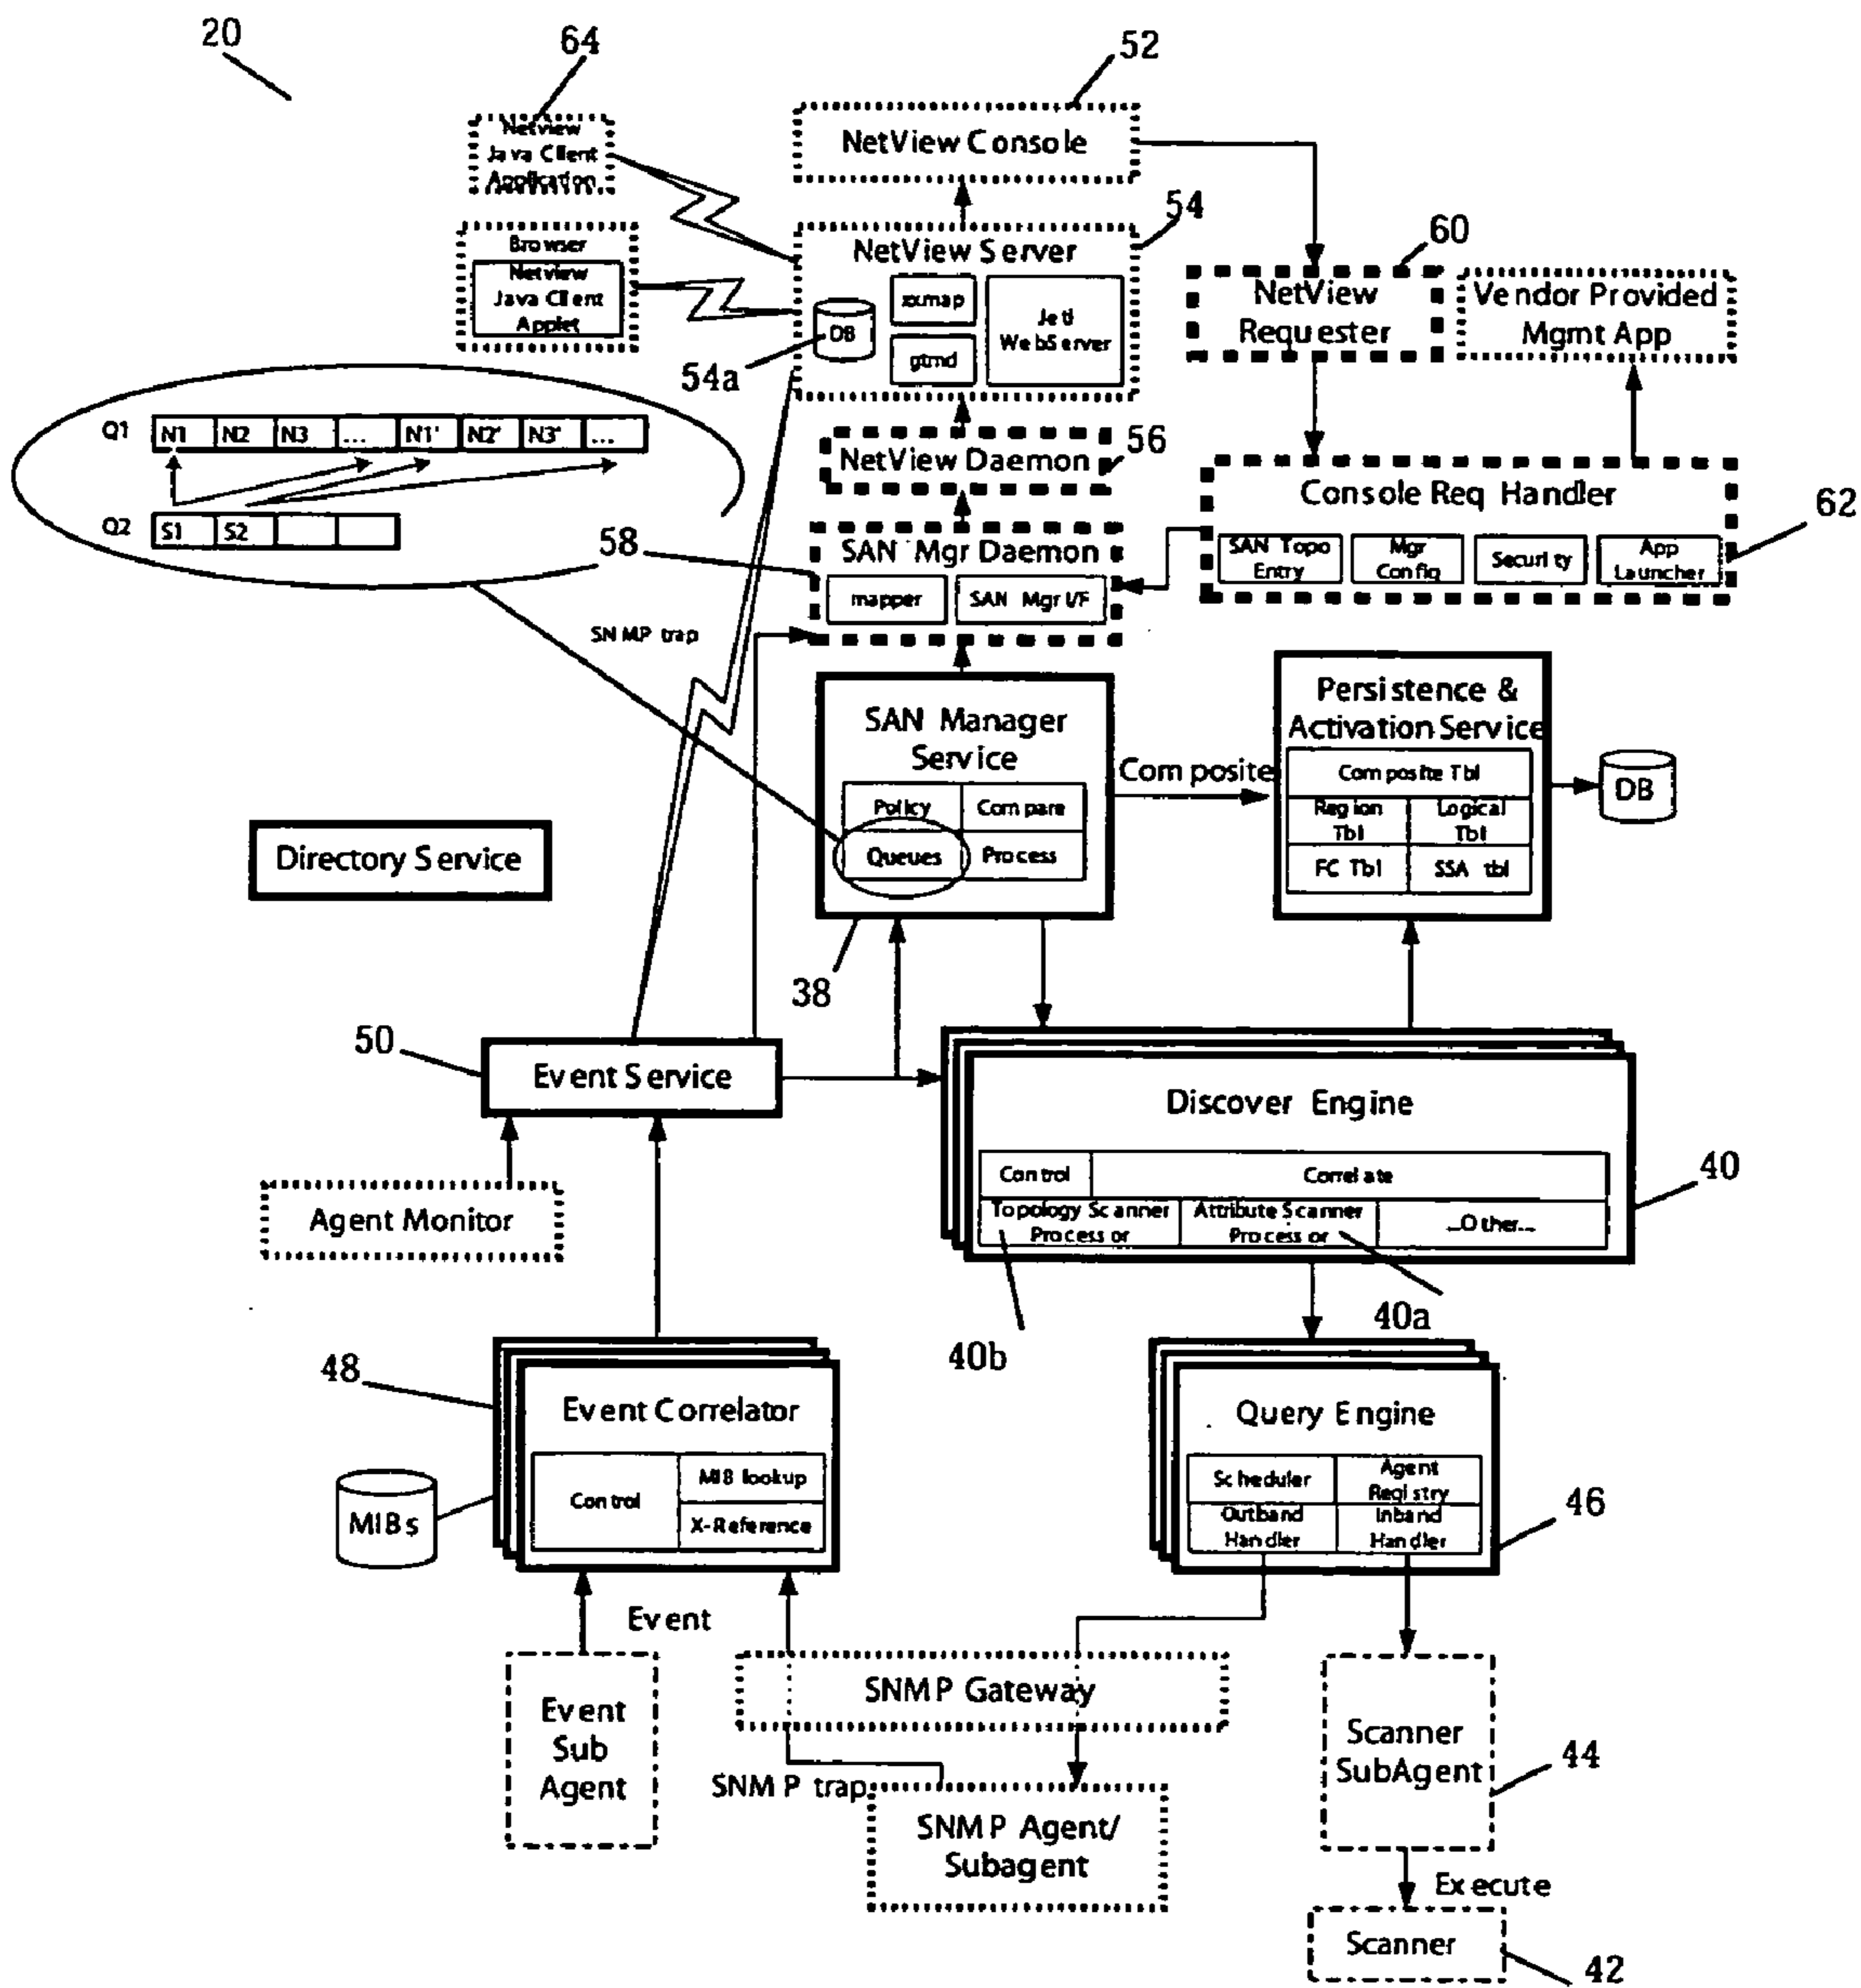 20
64
52
Netview
Java Client
Application
NetView Console
54
Browser
Netview
Java Client
Applet
NetView Server
DB
xxmap
gtmd
WebServer
54a
60
NetView
Requester
Vendor Provided
Mgmt App
Q1 N1 N2 N3 ... N1' N2' N3' ...
Q2 S1 S2
NetView Daemon
56
Console Req Handler
SAN Topo
Entry
Mgr
Config
Security
App
Launcher
62
58
SAN Mgr Daemon
mapper
SAN Mgr I/F
SNMP trap
SAN Manager
Service
Policy
Compare
Queues
Process
38
Composite
Persistence &
Activation Service
Composite Tbl
Region
Tbl
Logical
Tbl
FC Tbl
SSA tbl
DB
Directory Service
50
Event Service
Agent Monitor
Discover Engine
Control
Correlate
Topology Scanner
Processor
Attribute Scanner
Processor
...Other...
40
40a
40b
48
Event Correlator
Control
MIB lookup
X-Reference
MIBs
Query Engine
Scheduler
Agent
Registry
Outband
Handler
Inband
Handler
46
Event
Event
Sub
Agent
SNMP Gateway
SNMP trap
SNMP Agent/
Subagent
Scanner
SubAgent
44
Execute
Scanner
42